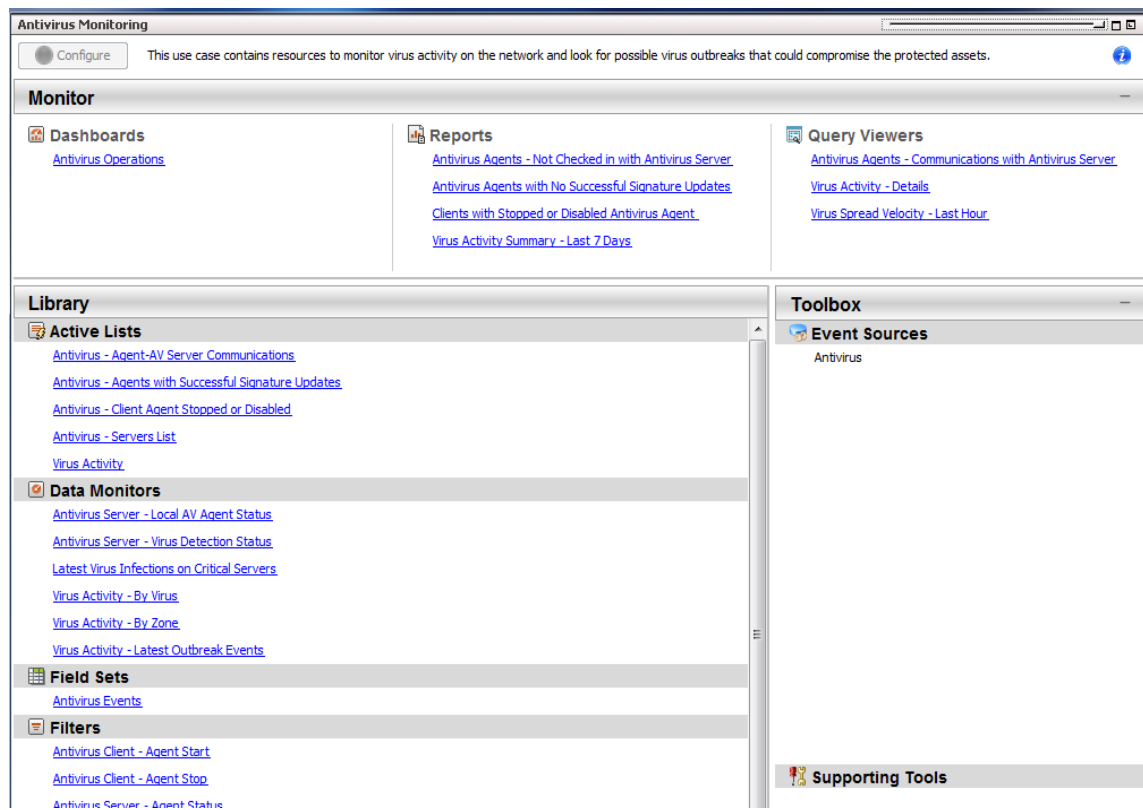 Antivirus Monitoring
Configure
This use case contains resources to monitor virus activity on the network and look for possible virus outbreaks that could compromise the protected assets.
Monitor
Dashboards
Antivirus Operations
Reports
Antivirus Agents - Not Checked in with Antivirus Server
Antivirus Agents with No Successful Signature Updates
Clients with Stopped or Disabled Antivirus Agent
Virus Activity Summary - Last 7 Days
Query Viewers
Antivirus Agents - Communications with Antivirus Server
Virus Activity - Details
Virus Spread Velocity - Last Hour
Library
Active Lists
Antivirus - Agent-AV Server Communications
Antivirus - Agents with Successful Signature Updates
Antivirus - Client Agent Stopped or Disabled
Antivirus - Servers List
Virus Activity
Data Monitors
Antivirus Server - Local AV Agent Status
Antivirus Server - Virus Detection Status
Latest Virus Infections on Critical Servers
Virus Activity - By Virus
Virus Activity - By Zone
Virus Activity - Latest Outbreak Events
Field Sets
Antivirus Events
Filters
Antivirus Client - Agent Start
Antivirus Client - Agent Stop
Antivirus Server - Agent Status
Toolbox
Event Sources
Antivirus
Supporting Tools